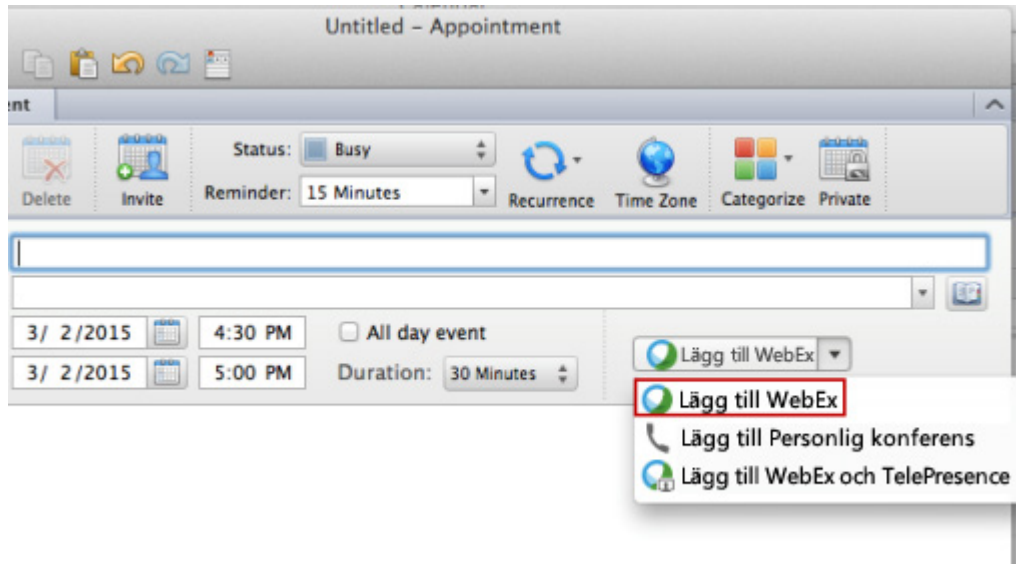 Untitled – Appointment
Status: Busy
Reminder: 15 Minutes
Delete Invite Recurrence Time Zone Categorize Private
3/ 2/2015 4:30 PM All day event
3/ 2/2015 5:00 PM Duration: 30 Minutes
Lägg till WebEx
Lägg till WebEx
Lägg till Personlig konferens
Lägg till WebEx och TelePresence